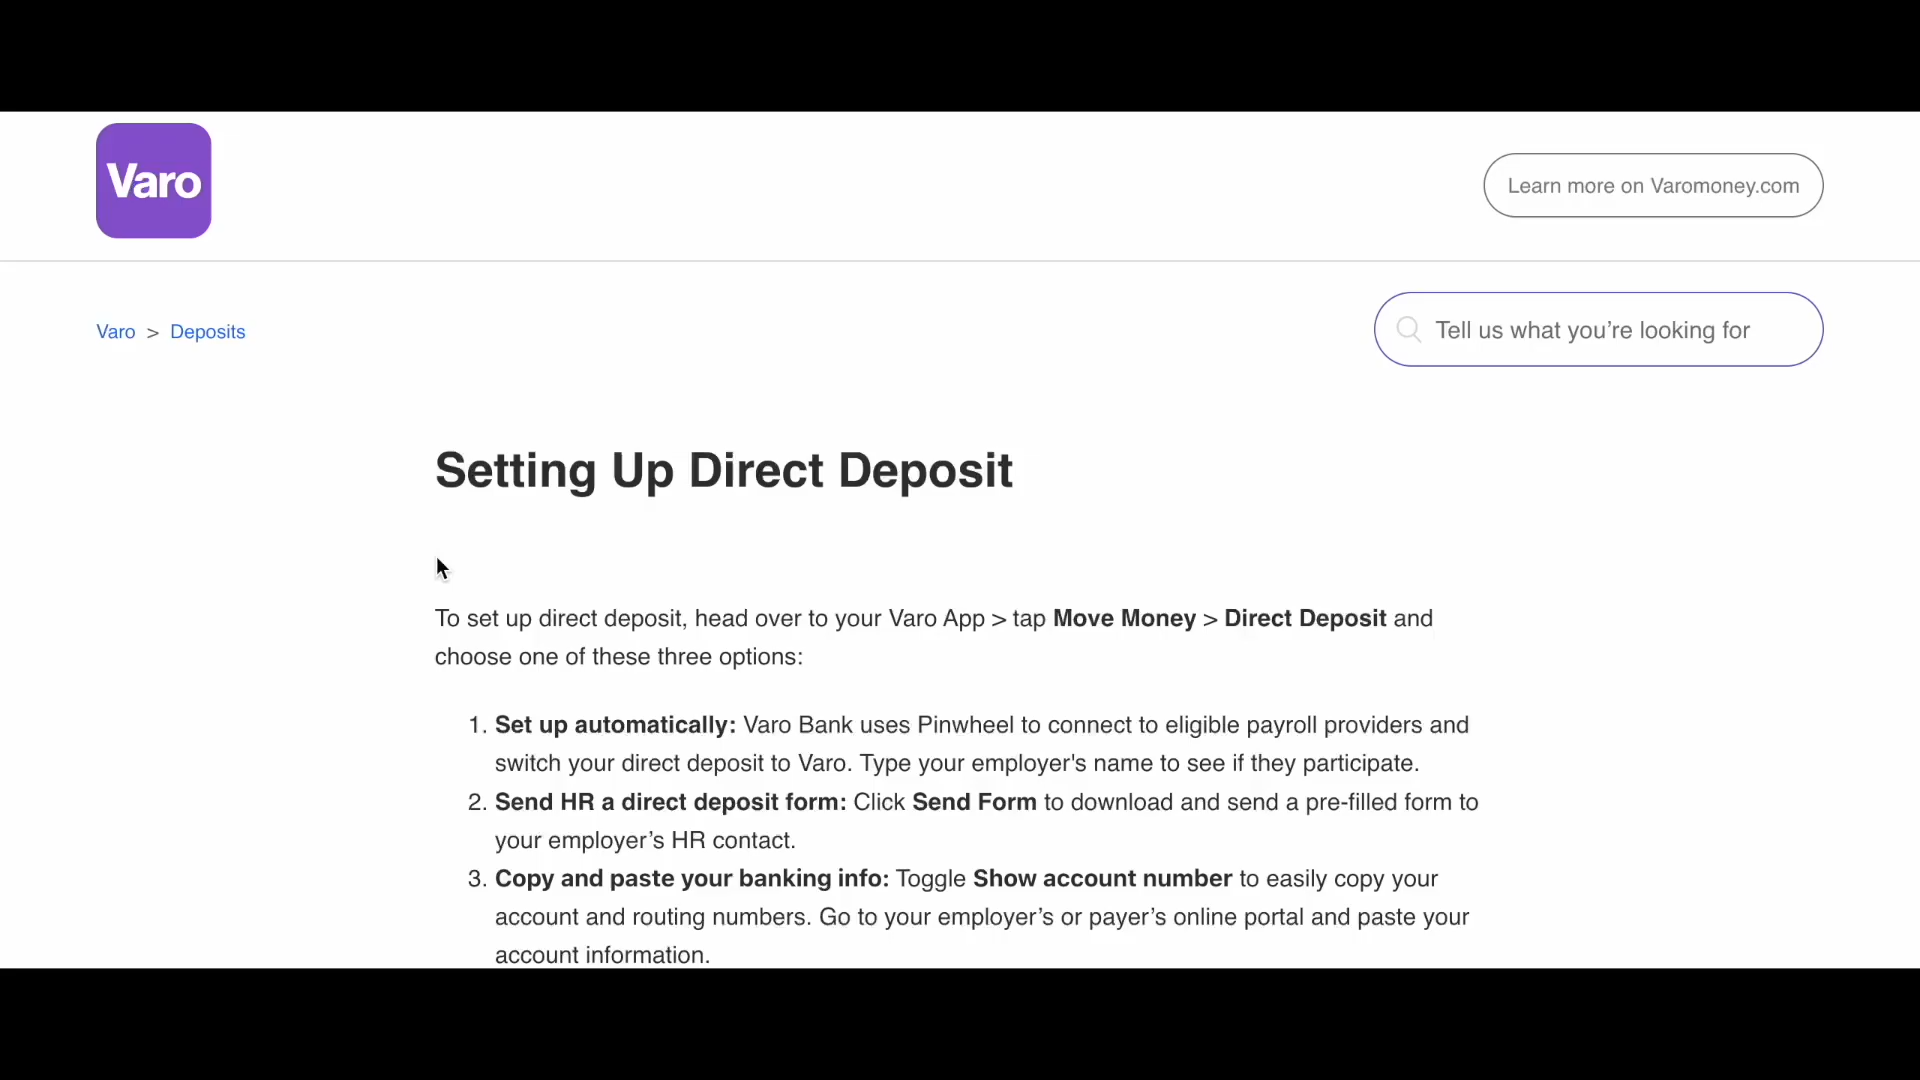 Varo
Learn more on Varomoney.com
Varo > Deposits
Tell us what you’re looking for
Setting Up Direct Deposit
To set up direct deposit, head over to your Varo App > tap Move Money > Direct Deposit and
choose one of these three options:
1. Set up automatically: Varo Bank uses Pinwheel to connect to eligible payroll providers and
switch your direct deposit to Varo. Type your employer's name to see if they participate.
2. Send HR a direct deposit form: Click Send Form to download and send a pre-filled form to
your employer’s HR contact.
3. Copy and paste your banking info: Toggle Show account number to easily copy your
account and routing numbers. Go to your employer’s or payer’s online portal and paste your
account information.